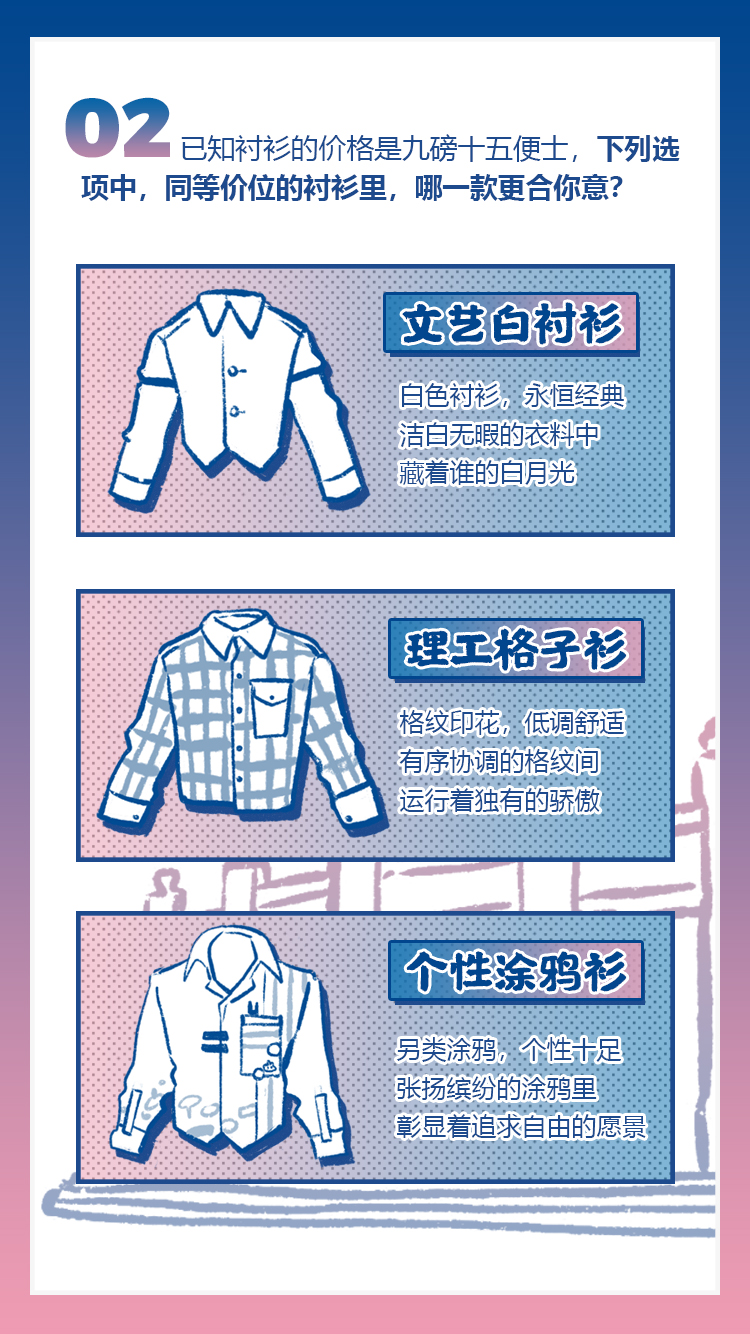 02 已知衬衫的价格是九磅十五便士，下列选
项中，同等价位的衬衫里，哪一款更合你意？
文艺白衬衫
白色衬衫，永恒经典
洁白无暇的衣料中
藏着谁的白月光
理工格子衫
格纹印花，低调舒适
有序协调的格纹间
运行着独有的骄傲
个性涂鸦衫
另类涂鸦，个性十足
张扬缤纷的涂鸦里
彰显着追求自由的愿景